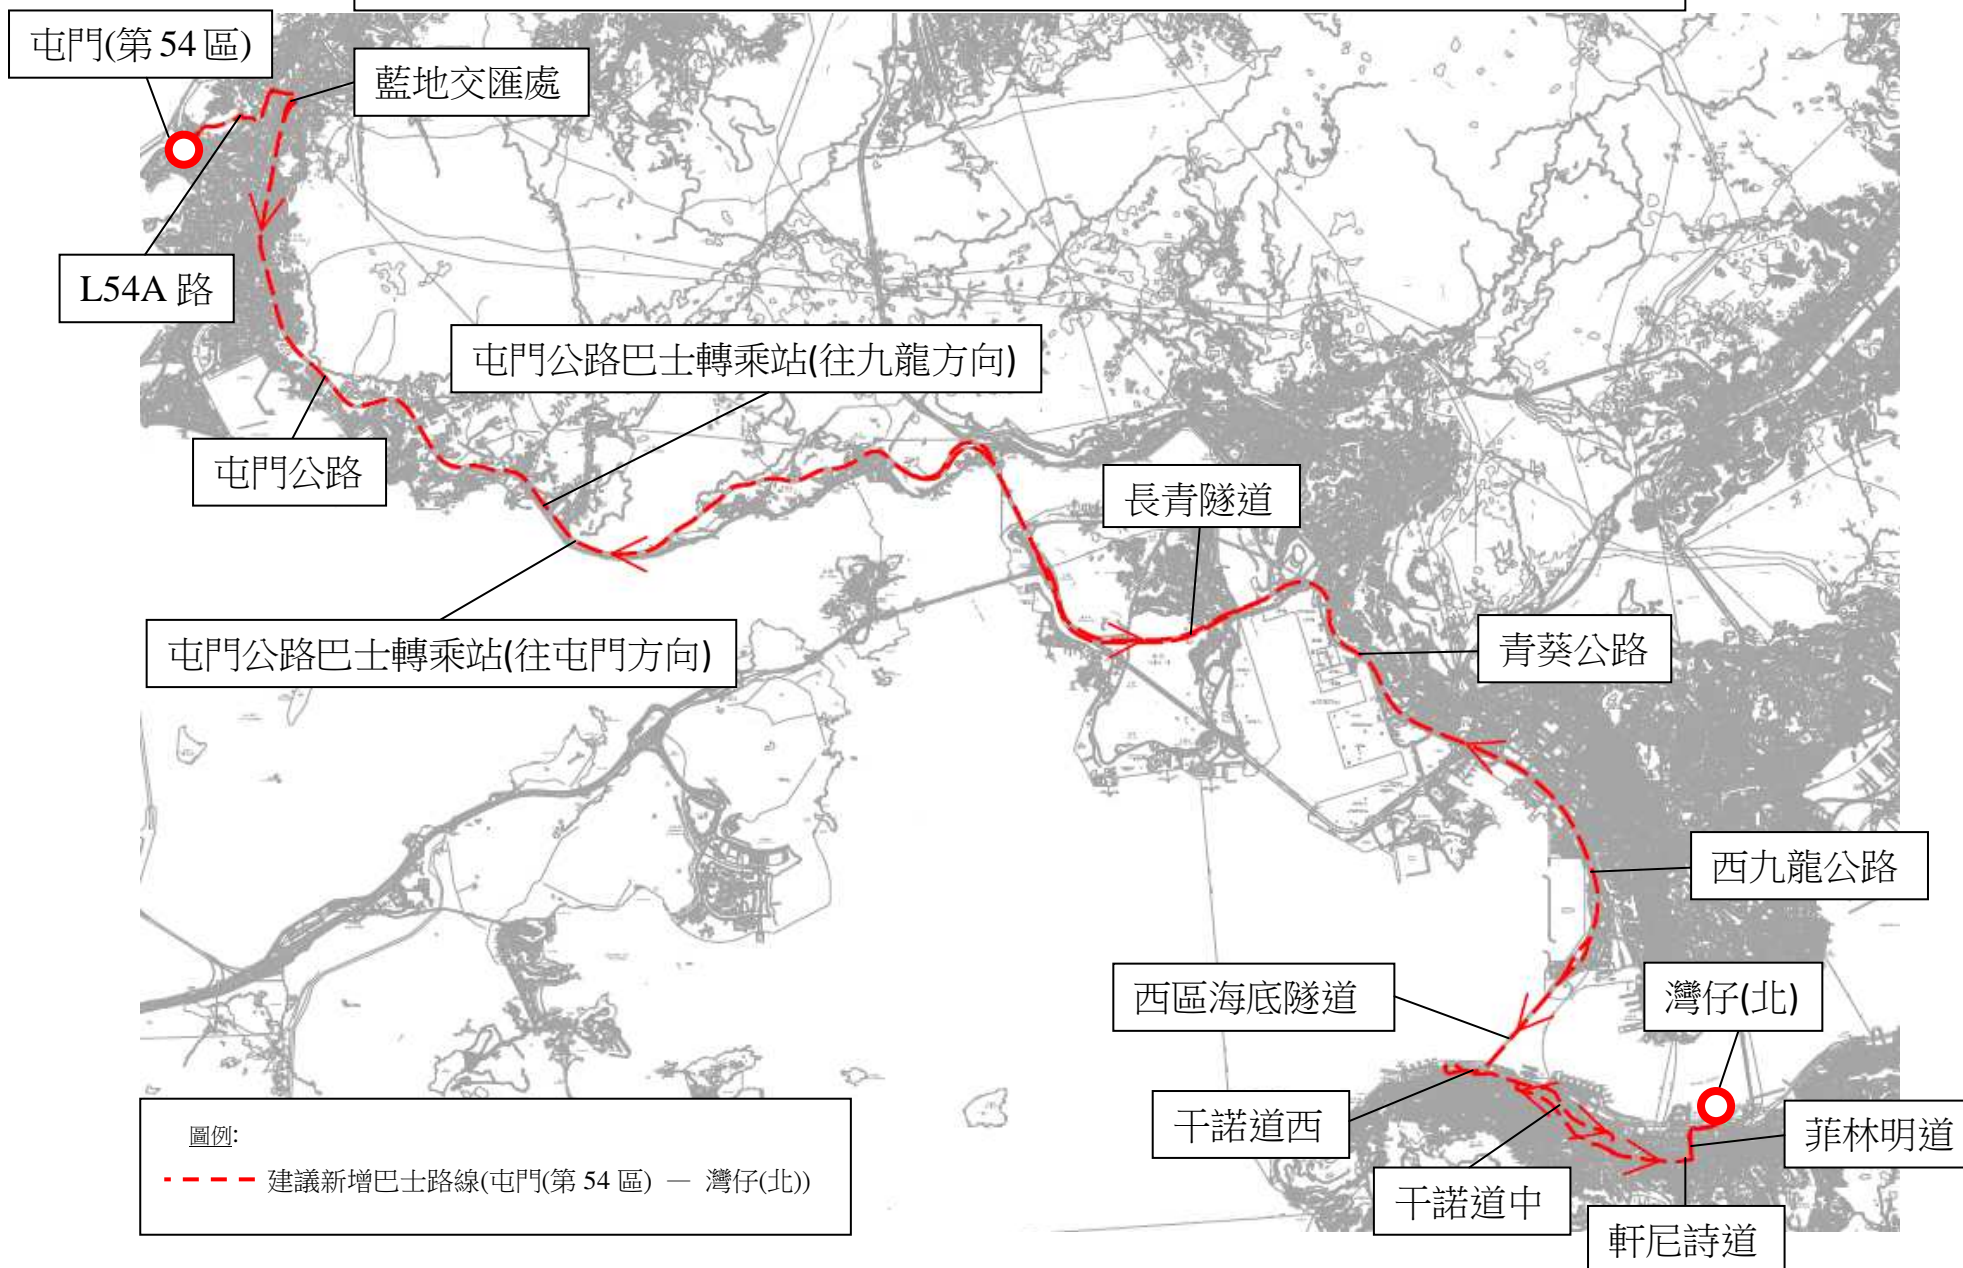 屯門(第54區)
藍地交匯處
L54A 路
屯門公路巴士轉乘站(往九龍方向)
屯門公路
長青隧道
屯門公路巴士轉乘站(往屯門方向)
青葵公路
西九龍公路
西區海底隧道
灣仔(北)
干諾道西
菲林明道
干諾道中
軒尼詩道
圖例:
建議新增巴士路線(屯門(第 54 區) — 灣仔(北))